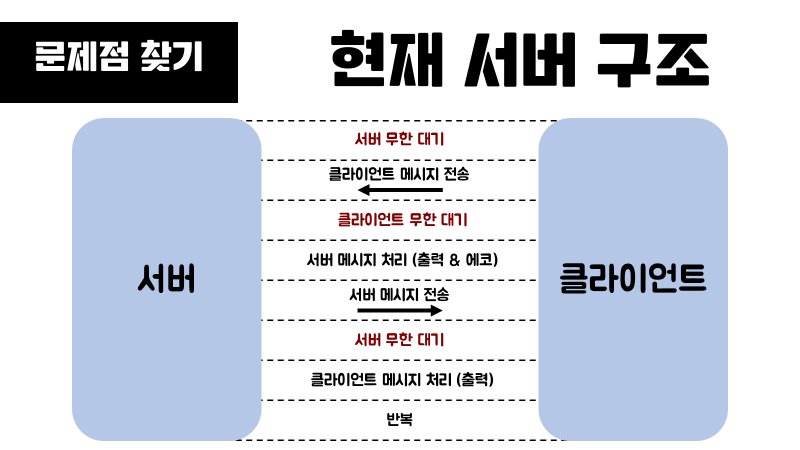 문제점 찾기
현재 서버 구조
서버 무한 대기
클라이언트 메시지 전송
클라이언트 무한 대기
서버 메시지 처리 (출력 & 에코)
서버 메시지 전송
서버 무한 대기
클라이언트 메시지 처리 (출력)
반복
서버
클라이언트